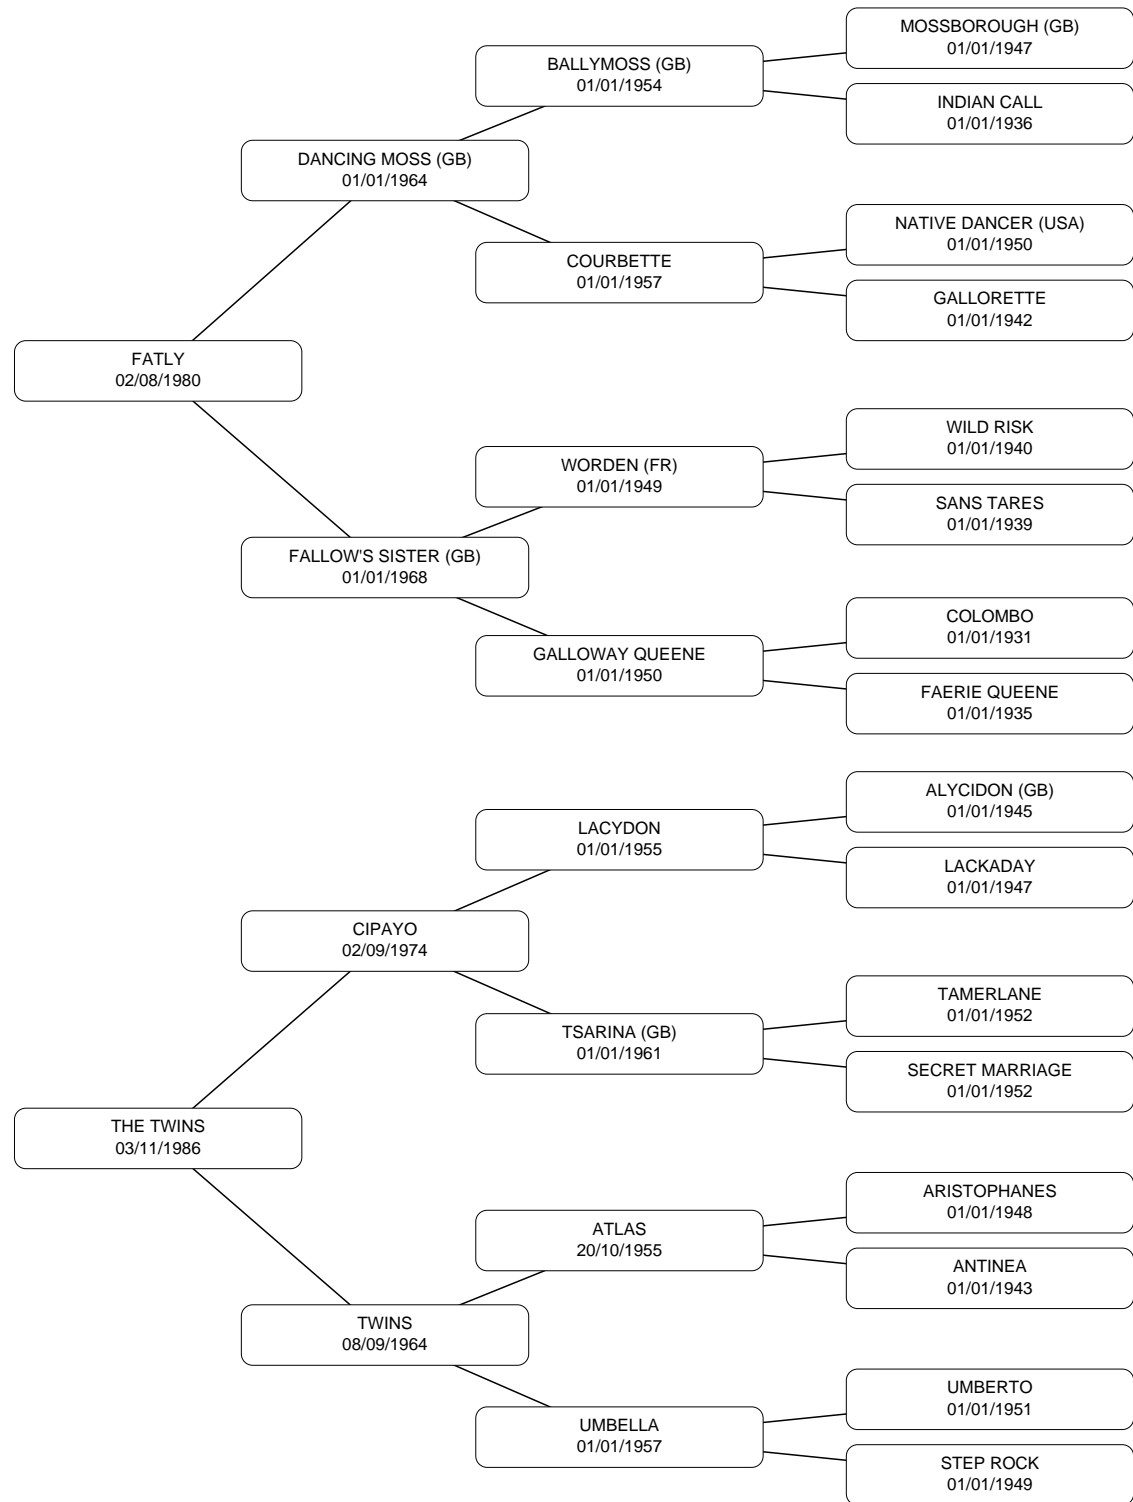 MOSSBOROUGH (GB)
01/01/1947
BALLYMOSS (GB)
01/01/1954
INDIAN CALL
01/01/1936
DANCING MOSS (GB)
01/01/1964
NATIVE DANCER (USA)
01/01/1950
COURBETTE
01/01/1957
GALLORETTE
01/01/1942
FATLY
02/08/1980
WILD RISK
01/01/1940
WORDEN (FR)
01/01/1949
SANS TARES
01/01/1939
FALLOW'S SISTER (GB)
01/01/1968
COLOMBO
01/01/1931
GALLOWAY QUEENE
01/01/1950
FAERIE QUEENE
01/01/1935
ALYCIDON (GB)
01/01/1945
LACYDON
01/01/1955
LACKADAY
01/01/1947
CIPAYO
02/09/1974
TAMERLANE
01/01/1952
TSARINA (GB)
01/01/1961
SECRET MARRIAGE
01/01/1952
THE TWINS
03/11/1986
ARISTOPHANES
01/01/1948
ATLAS
20/10/1955
ANTINEA
01/01/1943
TWINS
08/09/1964
UMBERTO
01/01/1951
UMBELLA
01/01/1957
STEP ROCK
01/01/1949